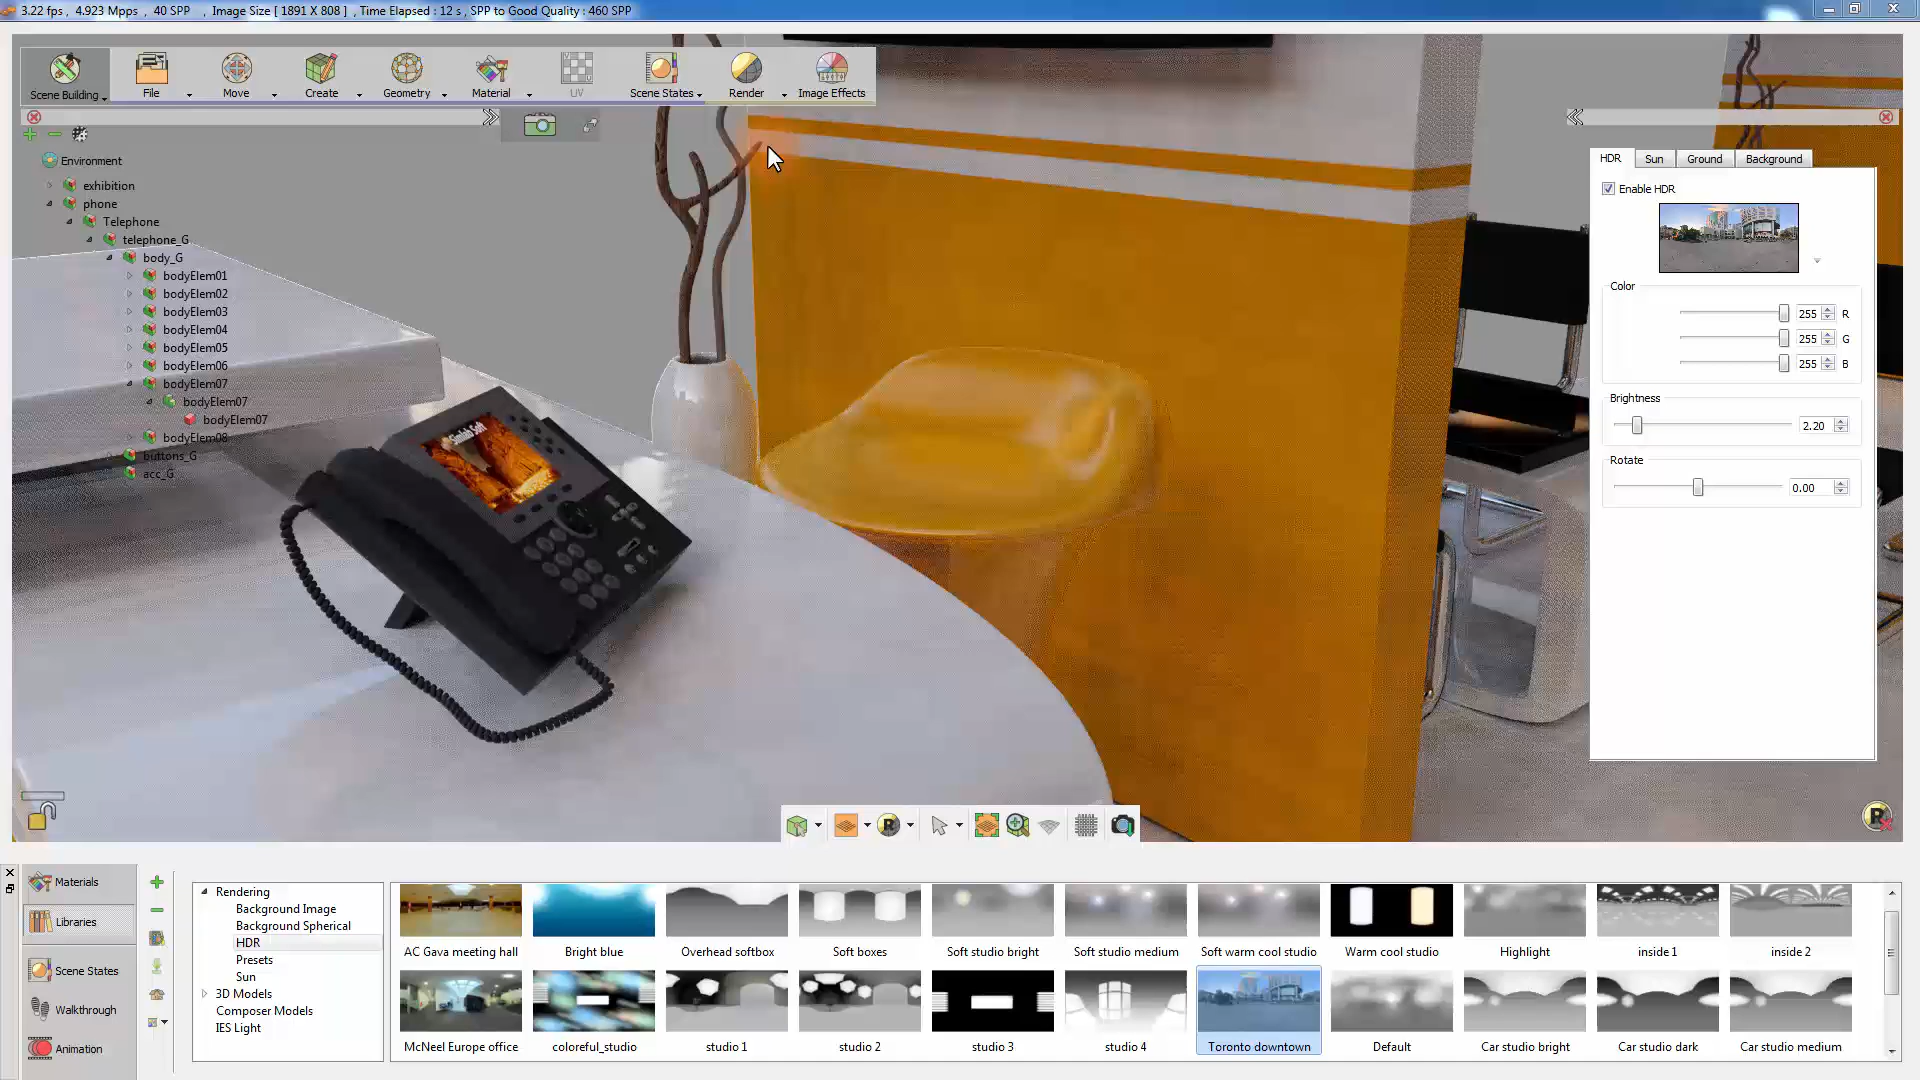 3.22 fps , 4.923 Mpps , 40 SPP , Image Size [ 1891 X 808 ] , Time Elapsed : 12 s , SPP to Good Quality : 460 SPP
Scene Building
File
Move
Create
Geometry
Material
UV
Scene States
Render
Image Effects
Environment
exhibition
phone
Telephone
telephone_G
body_G
bodyElem01
bodyElem02
bodyElem03
bodyElem04
bodyElem05
bodyElem06
bodyElem07
bodyElem07
bodyElem07
bodyElem08
buttons_G
acc_G
Simlab Soft
HDR
Sun
Ground
Background
Enable HDR
Color
255 R
255 G
255 B
Brightness
2.20
Rotate
0.00
R
R
Materials
Libraries
Scene States
Walkthrough
Animation
Rendering
Background Image
Background Spherical
HDR
Presets
Sun
3D Models
Composer Models
IES Light
AC Gava meeting hall
Bright blue
Overhead softbox
Soft boxes
Soft studio bright
Soft studio medium
Soft warm cool studio
Warm cool studio
Highlight
inside 1
inside 2
McNeel Europe office
coloreful_studio
studio 1
studio 2
studio 3
studio 4
Toronto downtown
Default
Car studio bright
Car studio dark
Car studio medium